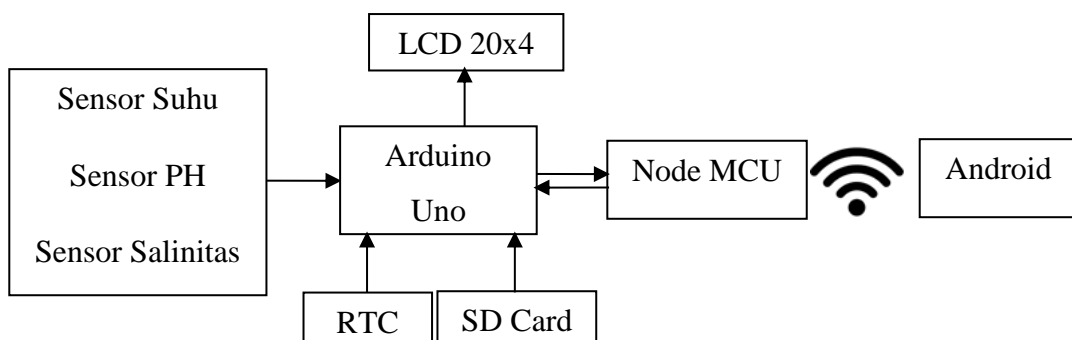 LCD 20x4
Sensor Suhu
Sensor PH
Sensor Salinitas
Arduino
Uno
Node MCU
Android
RTC
SD Card